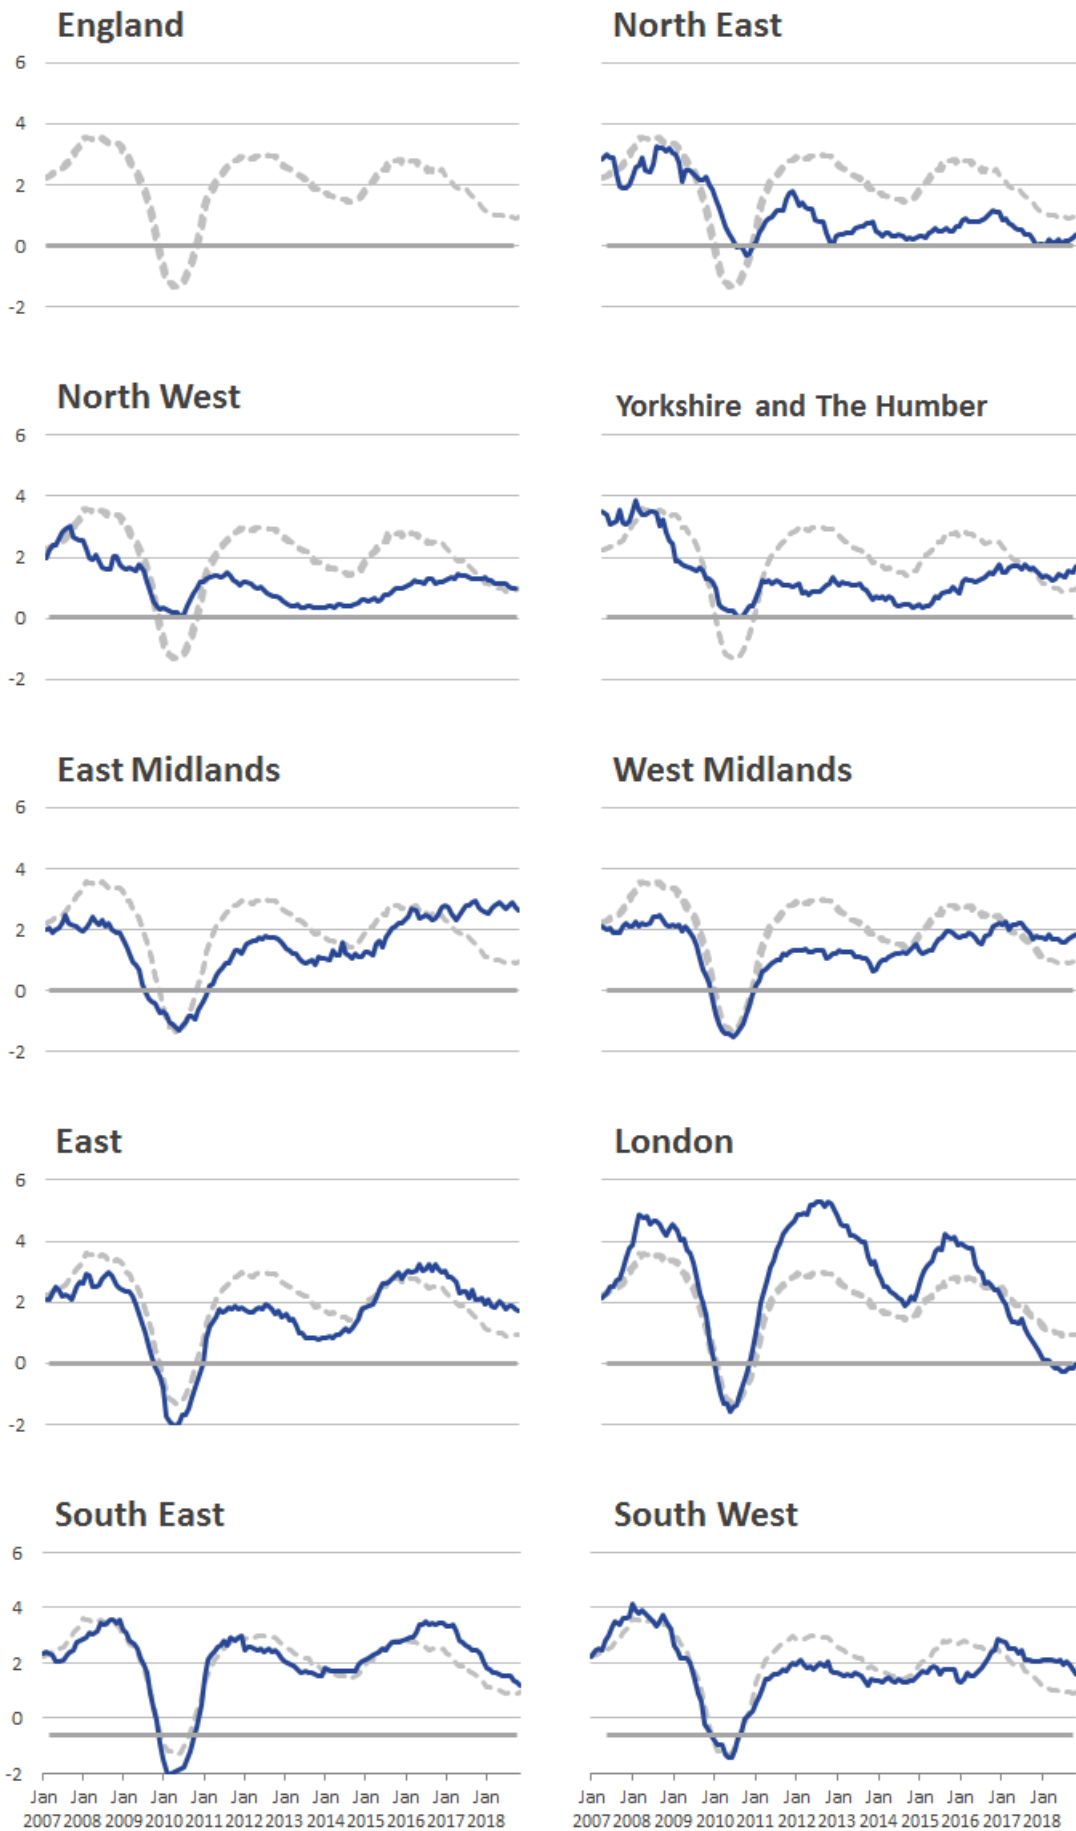 England
North East
6
4
2
0
-2
North West
Yorkshire and The Humber
6
4
2
0
-2
East Midlands
West Midlands
6
4
2
0
-2
East
London
6
4
2
0
-2
South East
South West
6
4
2
0
-2
Jan Jan Jan Jan Jan Jan Jan Jan Jan Jan Jan Jan
2007 2008 2009 2010 2011 2012 2013 2014 2015 2016 2017 2018
Jan Jan Jan Jan Jan Jan Jan Jan Jan Jan Jan Jan
2007 2008 2009 2010 2011 2012 2013 2014 2015 2016 2017 2018